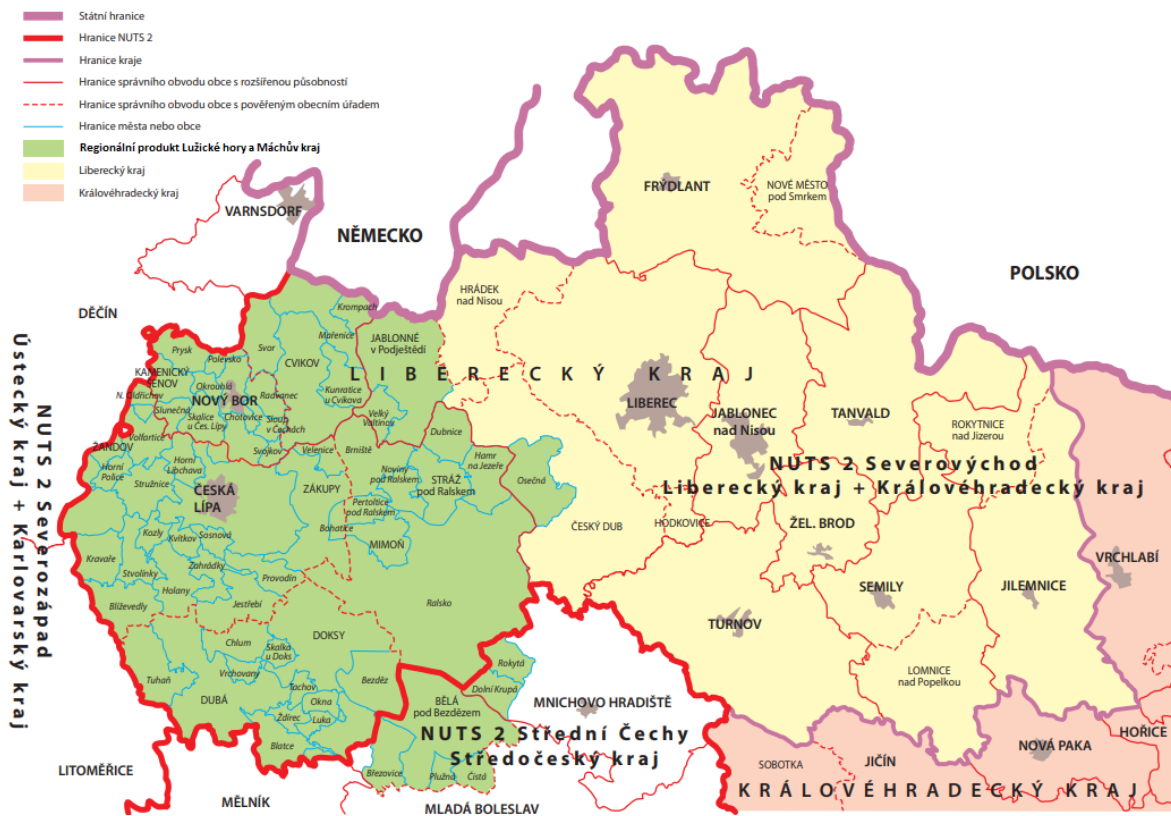 Státní hranice
Hranice NUTS 2
Hranice kraje
Hranice správního obvodu obce s rozšířenou působností
Hranice správního obvodu obce s pověřeným obecním úřadem
Hranice města nebo obce
Regionální produkt Lužické hory a Máchův kraj
Liberecký kraj
Královéhradecký kraj
VARNSDORF
NĚMECKO
FRÝDLANT
NOVÉ MĚSTO
pod Smrkem
POLSKO
DĚČÍN
HRÁDEK
nad Nisou
Krompach
Mařenice
JABLONNÉ
v Podještědí
Prysk
Polevsko
Svor
CVIKOV
KAMENICKÝ
ŠENOV
LIBERECKÝ KRAJ
Okrouhlá
N. Oldřichov
NOVÝ BOR
Radvanec
Kunratice
u Cvikova
Slunečná
Skalice
u Čes. Lípy
Chotovice
Sloup
v Čechách
Velký
Valtinov
LIBEREC
JABLONEC
nad Nisou
TANVALD
ROKYTNICE
nad Jizerou
Volfartice
ŽANDOV
Svojkov
Velenice
Brniště
Dubnice
Horní
Police
Horní
Libchava
Stružnice
ČESKÁ
LÍPA
ZÁKUPY
Noviny
pod Ralskem
Hamr
na Jezeře
STRÁŽ
pod Ralskem
Osečná
NUTS 2 Severovýchod
Liberecký kraj + Královéhradecký kraj
Pertoltice
pod Ralskem
Bohatice
MIMOŇ
ČESKÝ DUB
HODKOVICE
ŽEL. BROD
Kozly
Kvítkov
Sosnová
Kravaře
Stvolínky
Zahrádky
Provodín
Holany
Blíževedly
Jestřebí
Ralsko
VRCHLABÍ
SEMILY
JILEMNICE
TURNOV
DOKSY
Chlum
Skalka
u Doks
Vrchovany
Tuhaň
DUBÁ
Tachov
Okna
Luka
Ždírec
Bezděz
Blatce
Rokytá
Dolní Krupá
BĚLÁ
pod Bezdězem
LOMNICE
nad Popelkou
MNICHOVO HRADIŠTĚ
NUTS 2 Střední Čechy
Středočeský kraj
Březovice
Plužná
Čistá
NOVÁ PAKA
HOŘICE
SOBOTKA
JIČÍN
KRÁLOVÉHRADECKÝ KRAJ
LITOMĚŘICE
MĚLNÍK
MLADÁ BOLESLAV
NUTS 2 Severozápad
Ústecký kraj + Karlovarský kraj